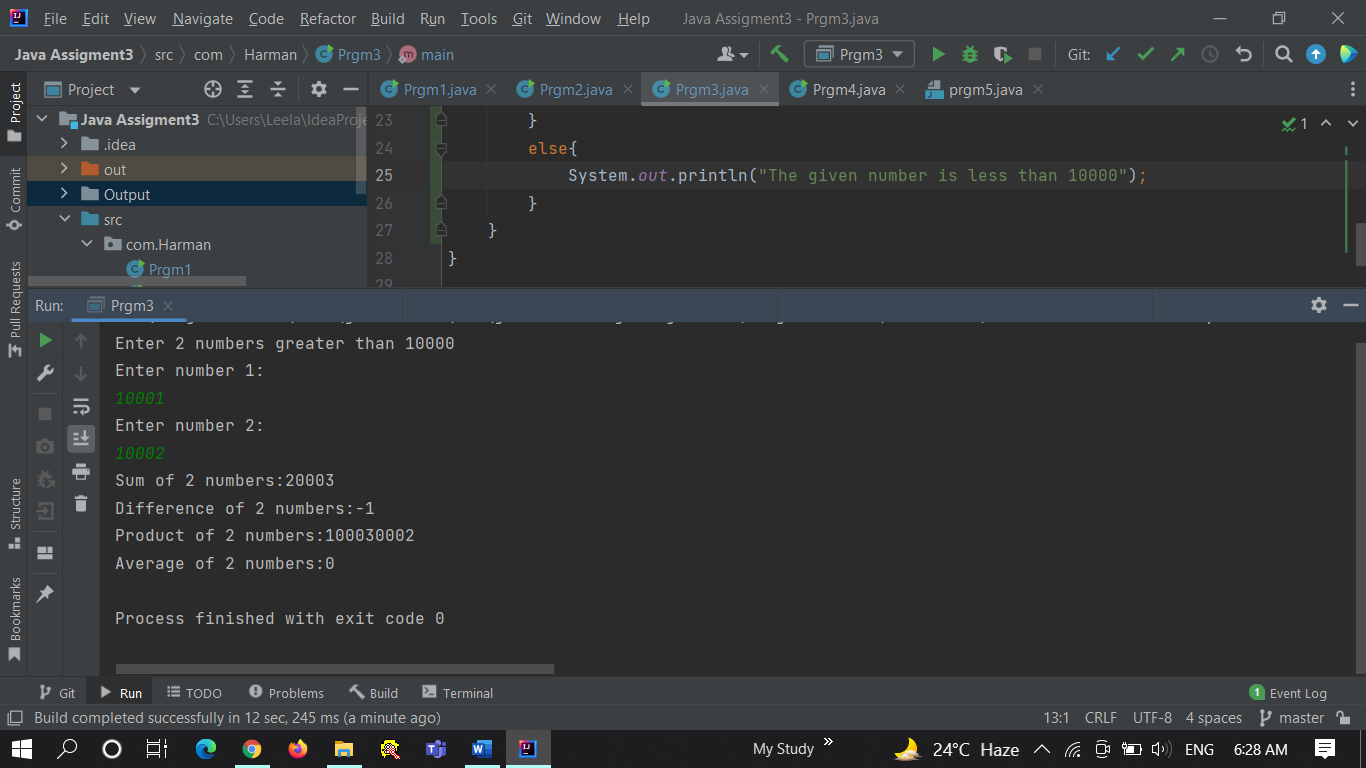 File Edit View Navigate Code Refactor Build Run Tools Git Window Help Java Assigment3 - Prgm3.java
Java Assigment3 src com Harman Prgm3 main Prgm3 Git:
Project Project Prgm1.java Prgm2.java Prgm3.java Prgm4.java prgm5.java
Java Assigment3 C:\Users\Leela\IdeaProje
.idea
out
Output
src
com.Harman
Prgm1
23 }
24 else{
25 System.out.println("The given number is less than 10000");
26 }
27 }
28 }
29
1
Commit
Pull Requests
Structure
Bookmarks
Run: Prgm3
Enter 2 numbers greater than 10000
Enter number 1:
10001
Enter number 2:
10002
Sum of 2 numbers:20003
Difference of 2 numbers:-1
Product of 2 numbers:100030002
Average of 2 numbers:0
Process finished with exit code 0
Git Run TODO Problems Build Terminal 1 Event Log
Build completed successfully in 12 sec, 245 ms (a minute ago) 13:1 CRLF UTF-8 4 spaces master
My Study 24°C Haze ENG 6:28 AM